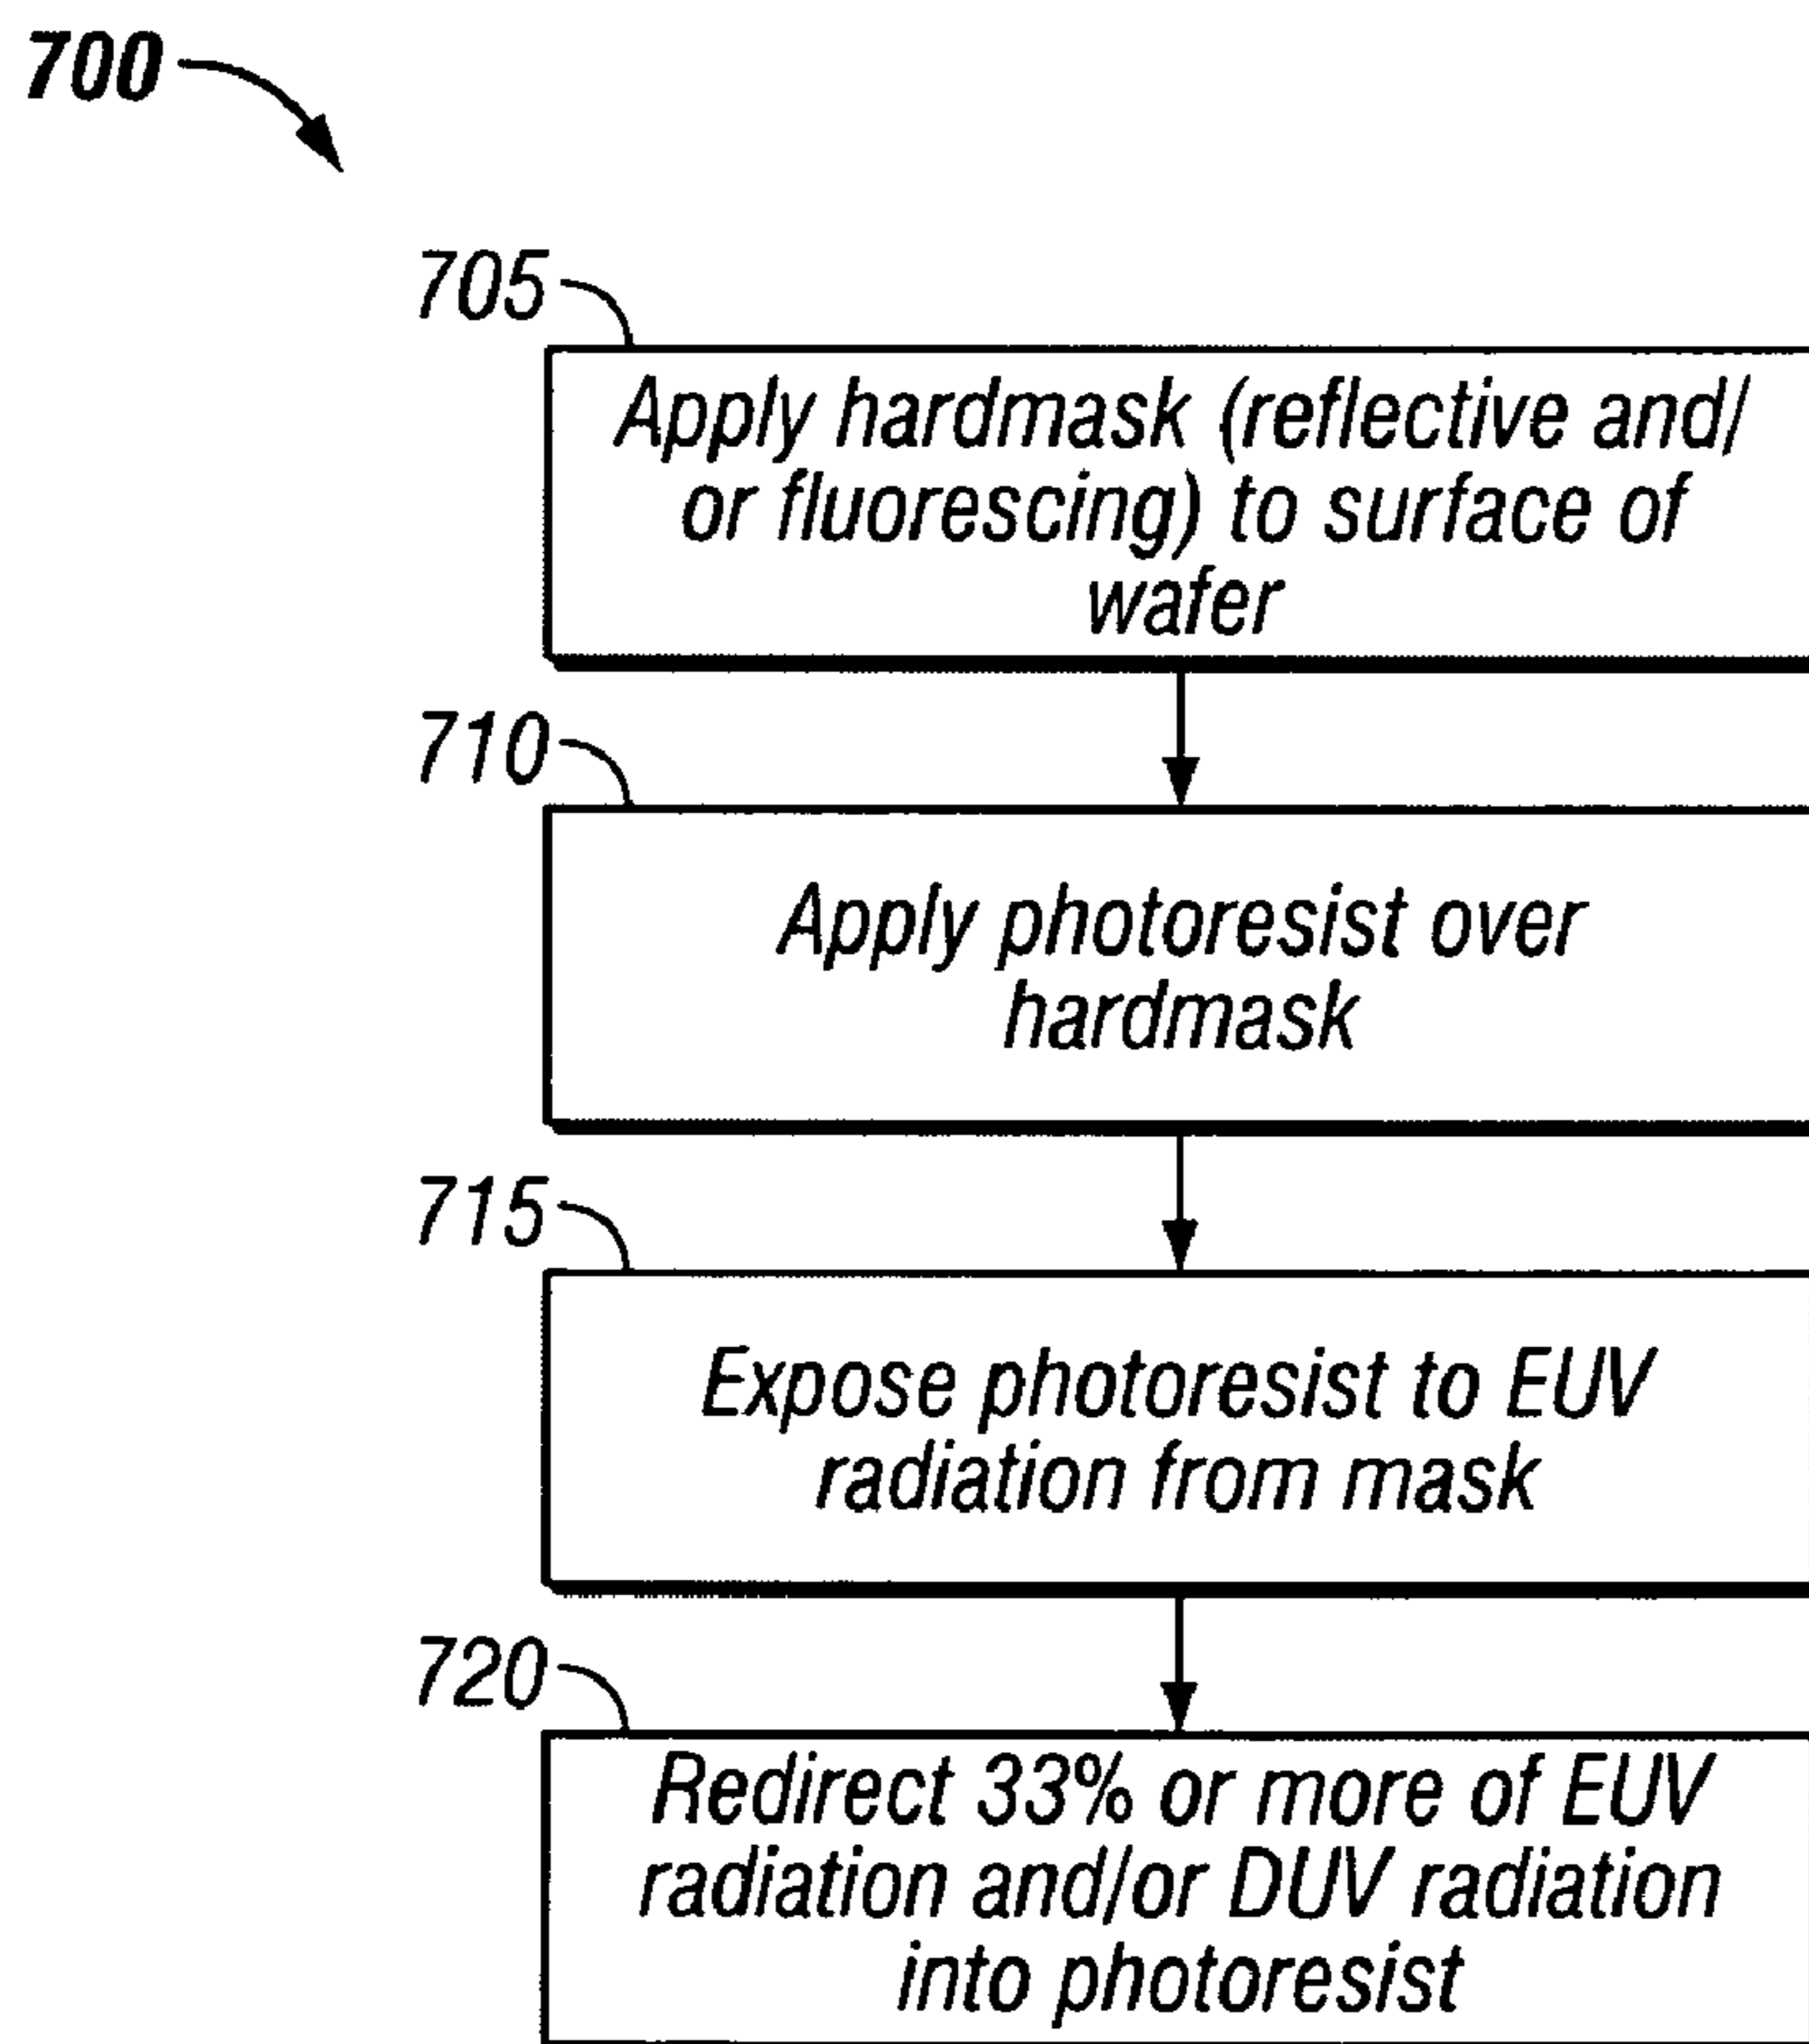 700
705
Apply hardmask (reflective and/
or fluorescing) to surface of
wafer
710
Apply photoresist over
hardmask
715
Expose photoresist to EUV
radiation from mask
720
Redirect 33% or more of EUV
radiation and/or DUV radiation
into photoresist